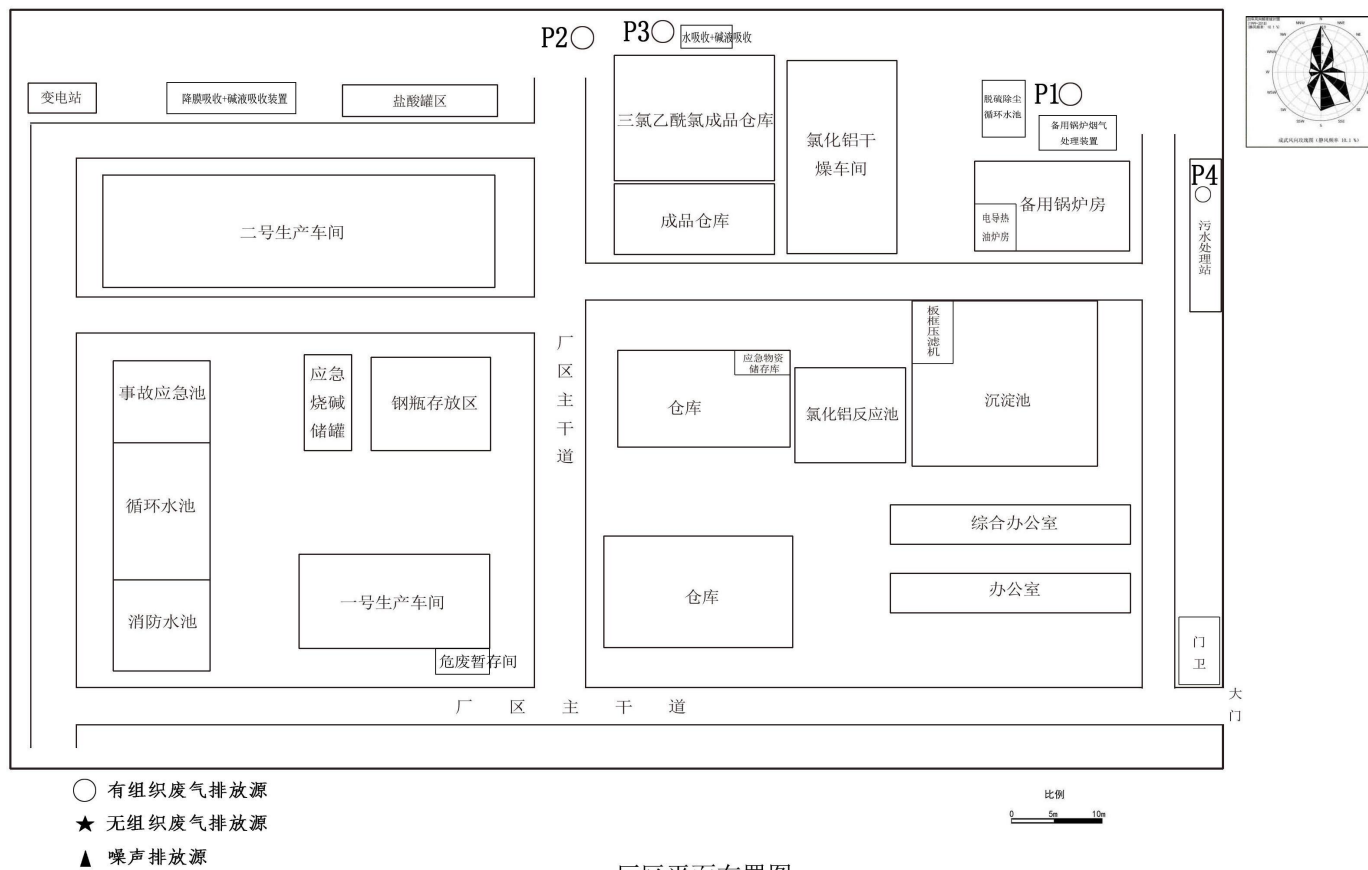 P2
P3
水吸收+碱液吸收
变电站
降膜吸收+碱液吸收装置
盐酸罐区
三氯乙酰氯成品仓库
氯化铝干
燥车间
脱硫除尘
循环水池
P1
备用锅炉烟气
处理装置
P4
污水处理站
二号生产车间
成品仓库
备用锅炉房
电导热
油炉房
厂区主干道
事故应急池
应急
烧碱
储罐
钢瓶存放区
仓库
应急物资
储存库
氯化铝反应池
板框压滤机
沉淀池
循环水池
综合办公室
消防水池
一号生产车间
危废暂存间
仓库
办公室
门
卫
大
门
厂区主干道
有组织废气排放源
无组织废气排放源
噪声排放源
比例
0 5m 10m